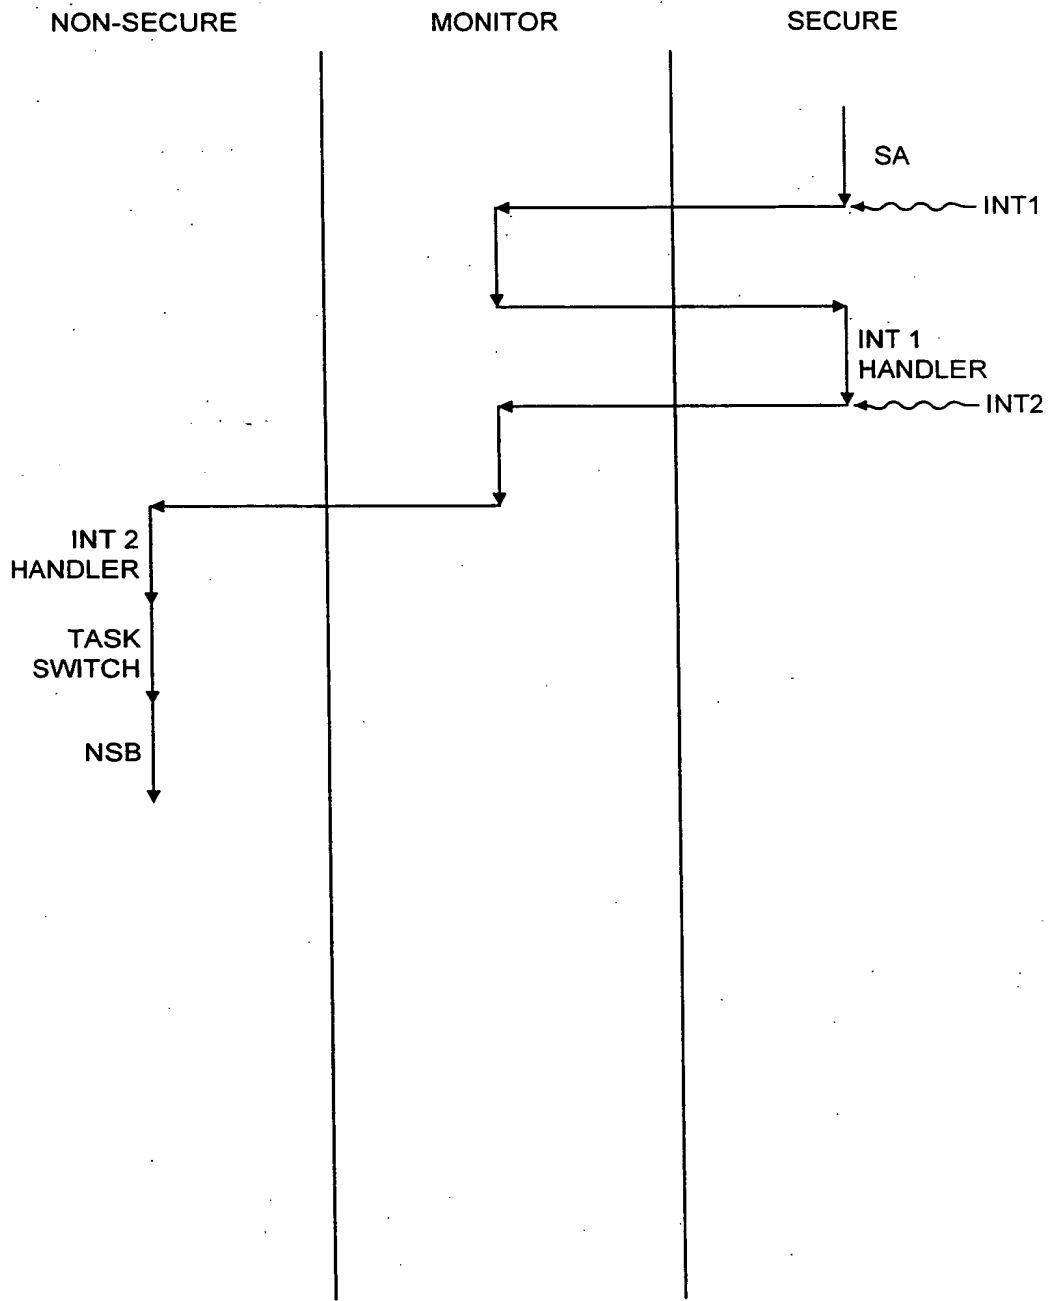 NON-SECURE
MONITOR
SECURE
SA
INT1
INT 1
HANDLER
INT2
INT 2
HANDLER
TASK
SWITCH
NSB